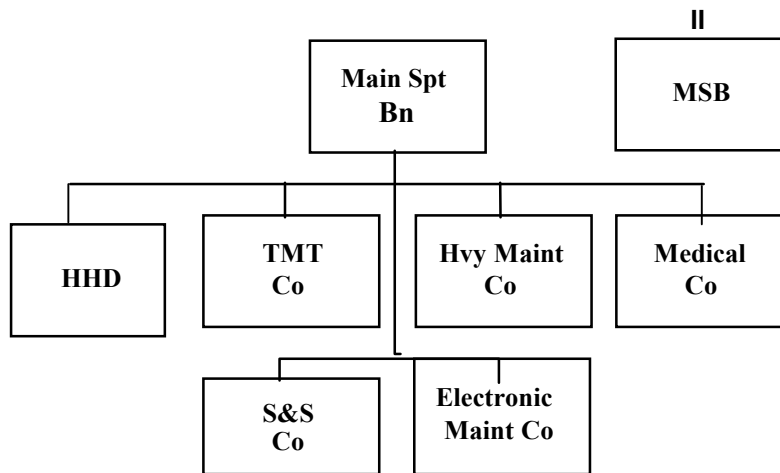 II
Main Spt
Bn
MSB
HHD
TMT
Co
Hvy Maint
Co
Medical
Co
S&S
Co
Electronic
Maint Co